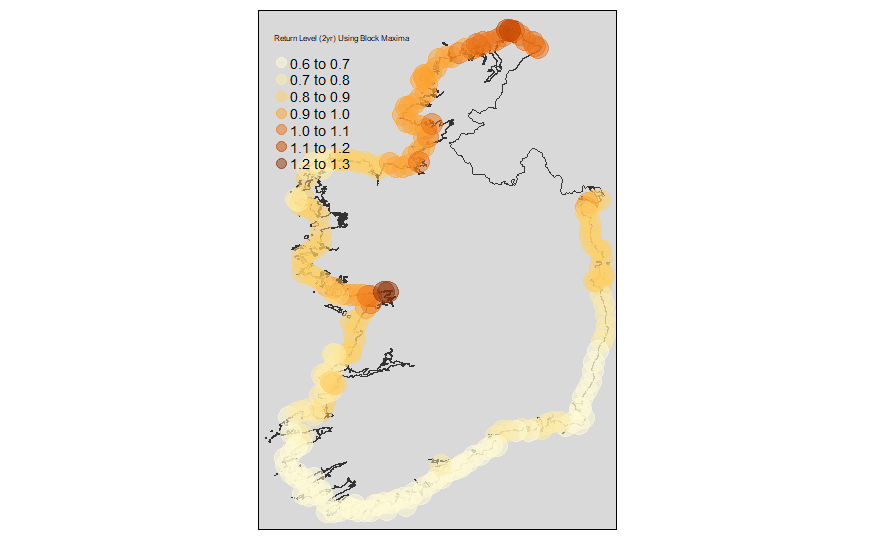 Return Level (2yr) Using Block Maxima
0.6 to 0.7
0.7 to 0.8
0.8 to 0.9
0.9 to 1.0
1.0 to 1.1
1.1 to 1.2
1.2 to 1.3